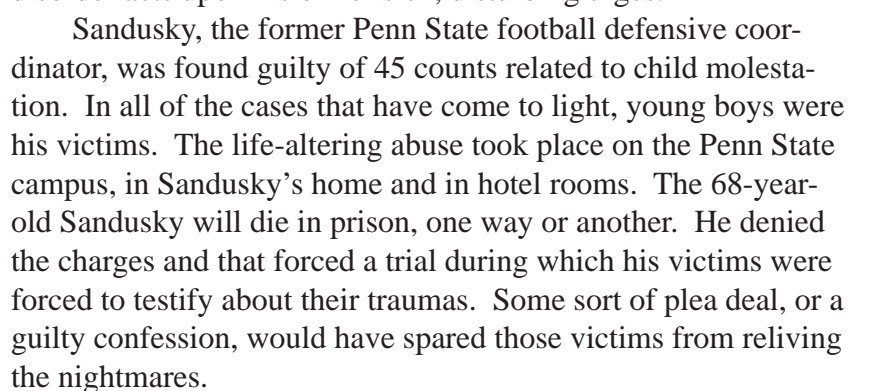 Sandusky, the former Penn State football defensive coor-
dinator, was found guilty of 45 counts related to child molesta-
tion.  In all of the cases that have come to light, young boys were
his victims.  The life-altering abuse took place on the Penn State
campus, in Sandusky’s home and in hotel rooms.  The 68-year-
old Sandusky will die in prison, one way or another.  He denied
the charges and that forced a trial during which his victims were
forced to testify about their traumas.  Some sort of plea deal, or a
guilty confession, would have spared those victims from reliving
the nightmares.